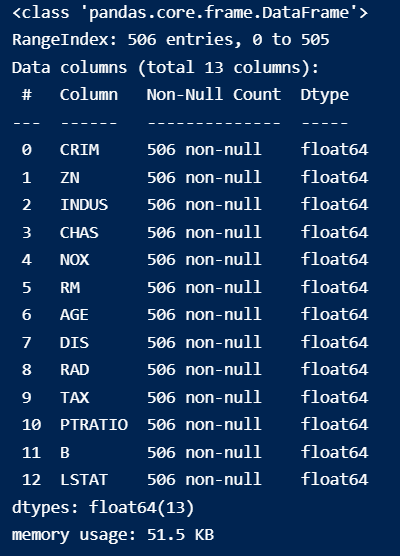 <class 'pandas.core.frame.DataFrame'>
RangeIndex: 506 entries, 0 to 505
Data columns (total 13 columns):
 #   Column   Non-Null Count  Dtype
---  ------   --------------  -----
 0   CRIM     506 non-null    float64
 1   ZN       506 non-null    float64
 2   INDUS    506 non-null    float64
 3   CHAS     506 non-null    float64
 4   NOX      506 non-null    float64
 5   RM       506 non-null    float64
 6   AGE      506 non-null    float64
 7   DIS      506 non-null    float64
 8   RAD      506 non-null    float64
 9   TAX      506 non-null    float64
 10  PTRATIO  506 non-null    float64
 11  B        506 non-null    float64
 12  LSTAT    506 non-null    float64
dtypes: float64(13)
memory usage: 51.5 KB